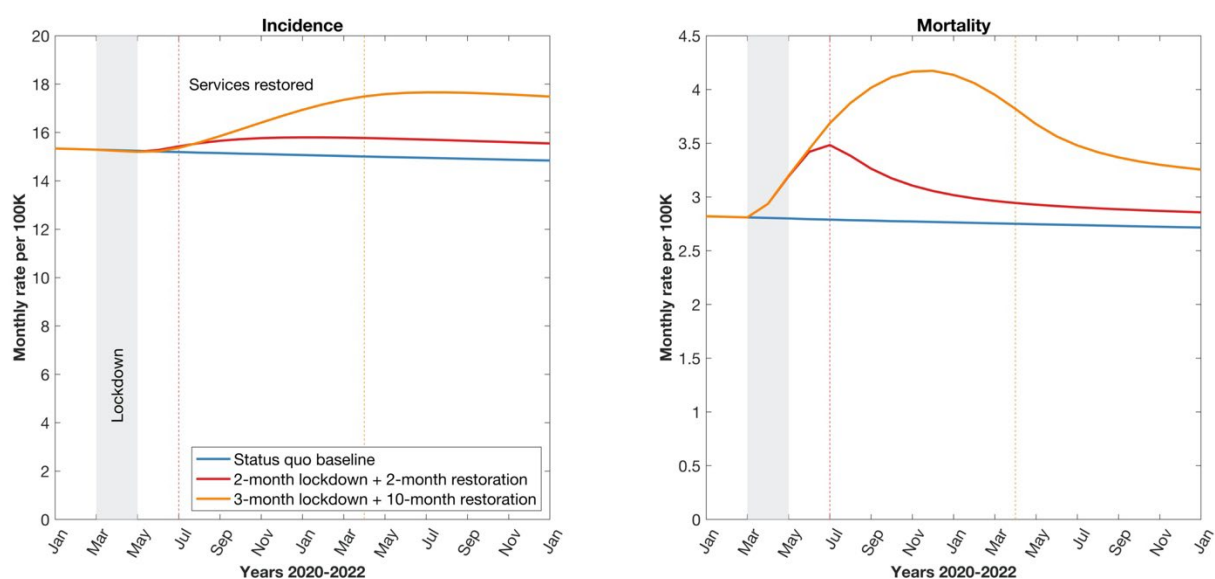 Incidence
Monthly rate per 100K
20
18
16
14
12
10
8
6
4
2
0
Services restored
Lockdown
Status quo baseline
2-month lockdown + 2-month restoration
3-month lockdown + 10-month restoration
Jan Mar May Jul Sep Nov Jan Mar May Jul Sep Nov Jan
Years 2020-2022
Mortality
Monthly rate per 100K
4.5
4
3.5
3
2.5
2
1.5
1
0.5
0
Jan Mar May Jul Sep Nov Jan Mar May Jul Sep Nov Jan
Years 2020-2022